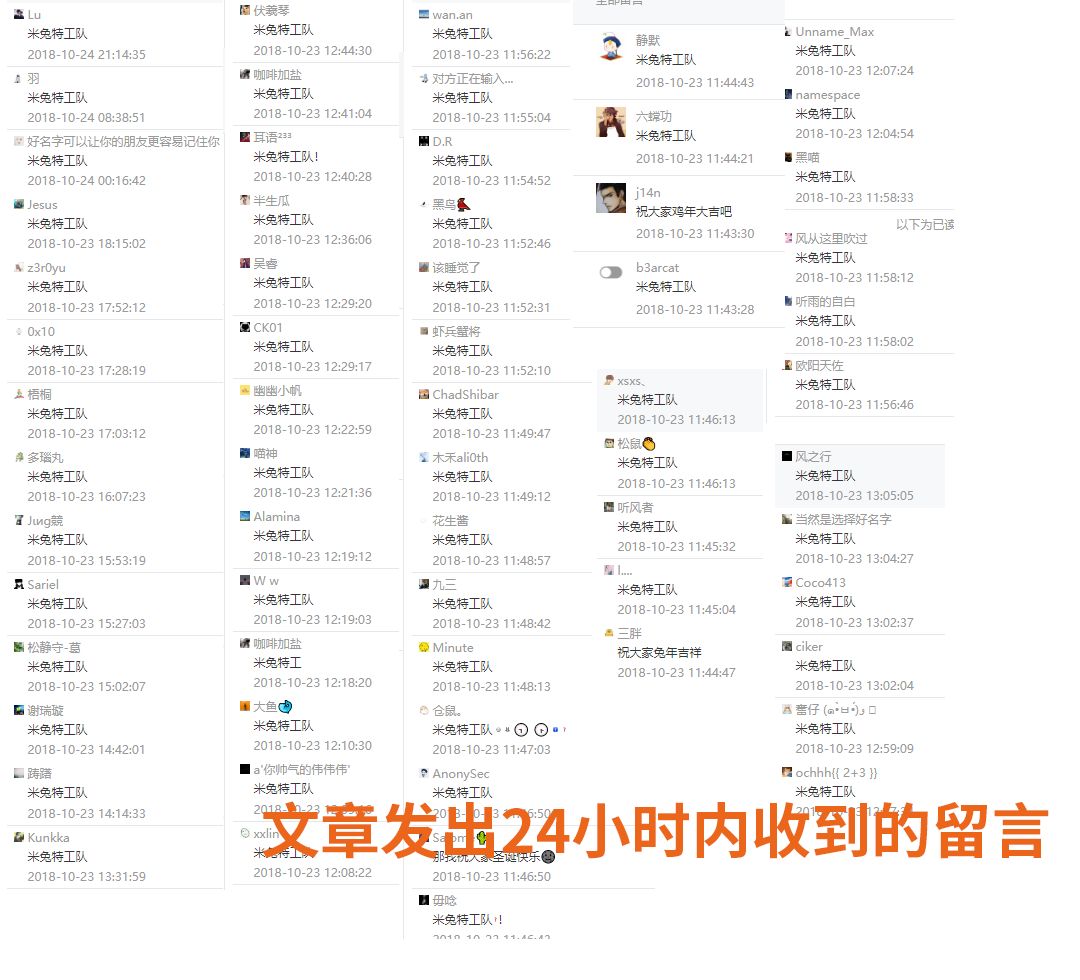 Lu
米兔特工队
2018-10-24 21:14:35
羽
米兔特工队
2018-10-24 08:38:51
好名字可以让你的朋友更容易记住你
米兔特工队
2018-10-24 00:16:42
Jesus
米兔特工队
2018-10-23 18:15:02
z3r0yu
米兔特工队
2018-10-23 17:52:12
0x10
米兔特工队
2018-10-23 17:28:19
梧桐
米兔特工队
2018-10-23 17:03:12
多瑙丸
米兔特工队
2018-10-23 16:07:23
Jug競
米兔特工队
2018-10-23 15:53:19
Sariel
米兔特工队
2018-10-23 15:27:03
松静守-墓
米兔特工队
2018-10-23 15:02:07
谢瑞璇
米兔特工队
2018-10-23 14:42:01
踌躇
米兔特工队
2018-10-23 14:14:33
Kunkka
米兔特工队
2018-10-23 13:31:59
伏羲琴
米兔特工队
2018-10-23 12:44:30
咖啡加盐
米兔特工队
2018-10-23 12:41:04
耳语²³³
米兔特工队!
2018-10-23 12:40:28
半生瓜
米兔特工队
2018-10-23 12:36:06
吴睿
米兔特工队
2018-10-23 12:29:20
CK01
米兔特工队
2018-10-23 12:29:17
幽幽小帆
米兔特工队
2018-10-23 12:22:59
喵神
米兔特工队
2018-10-23 12:21:36
Alamina
米兔特工队
2018-10-23 12:19:12
W w
米兔特工队
2018-10-23 12:19:03
咖啡加盐
米兔特工
2018-10-23 12:18:20
大鱼
米兔特工队
2018-10-23 12:10:30
a'你帅气的伟伟伟'
米兔特工队
xxlin
米兔特工队
2018-10-23 12:08:22
wan.an
米兔特工队
2018-10-23 11:56:22
对方正在输入...
米兔特工队
2018-10-23 11:55:04
D.R
米兔特工队
2018-10-23 11:54:52
黑鸟
米兔特工队
2018-10-23 11:52:46
该睡觉了
米兔特工队
2018-10-23 11:52:31
虾兵蟹将
米兔特工队
2018-10-23 11:52:10
ChadShibar
米兔特工队
2018-10-23 11:49:47
木禾ali0th
米兔特工队
2018-10-23 11:49:12
花生酱
米兔特工队
2018-10-23 11:48:57
九三
米兔特工队
2018-10-23 11:48:42
Minute
米兔特工队
2018-10-23 11:48:13
仓鼠。
米兔特工队
2018-10-23 11:47:03
AnonySec
米兔特工队
Salome
那我祝大家圣诞快乐
2018-10-23 11:46:50
毋唸
米兔特工队!
2018-10-23 11:46:43
全部留言
静默
米兔特工队
2018-10-23 11:44:43
六蟐功
米兔特工队
2018-10-23 11:44:21
j14n
祝大家鸡年大吉吧
2018-10-23 11:43:30
b3arcat
米兔特工队
2018-10-23 11:43:28
xsxs、
米兔特工队
2018-10-23 11:46:13
松鼠
米兔特工队
2018-10-23 11:46:13
听风者
米兔特工队
2018-10-23 11:45:32
l....
米兔特工队
2018-10-23 11:45:04
三胖
祝大家兔年吉祥
2018-10-23 11:44:47
Unname_Max
米兔特工队
2018-10-23 12:07:24
namespace
米兔特工队
2018-10-23 12:04:54
黑喵
米兔特工队
2018-10-23 11:58:33
以下为已读
风从这里吹过
米兔特工队
2018-10-23 11:58:12
听雨的自白
米兔特工队
2018-10-23 11:58:02
欧阳天佐
米兔特工队
2018-10-23 11:56:46
风之行
米兔特工队
2018-10-23 13:05:05
当然是选择好名字
米兔特工队
2018-10-23 13:04:27
Coco413
米兔特工队
2018-10-23 13:02:37
ciker
米兔特工队
2018-10-23 13:02:04
米兔特工队
2018-10-23 12:59:09
ochhh{{ 2+3 }}
米兔特工队
文章发出24小时内收到的留言